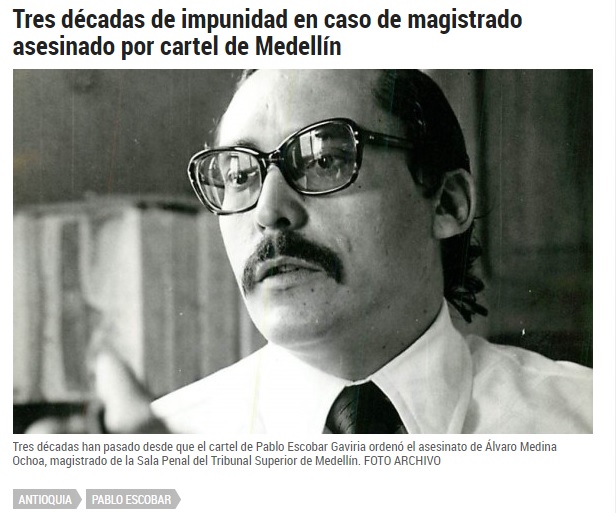 Tres décadas de impunidad en caso de magistrado
asesinado por cartel de Medellín
Tres décadas han pasado desde que el cartel de Pablo Escobar Gaviria ordenó el asesinato de Álvaro Medina
Ochoa, magistrado de la Sala Penal del Tribunal Superior de Medellín. FOTO ARCHIVO
ANTIOQUIA
PABLO ESCOBAR